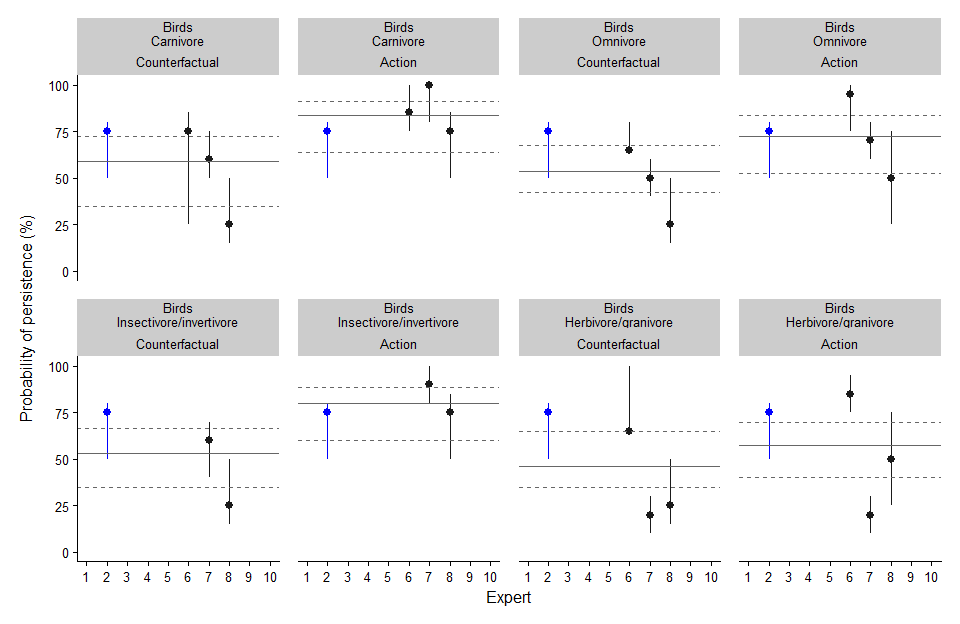 Birds Birds Birds Birds
Carnivore Carnivore Omnivore Omnivore
Counterfactual Action Counterfactual Action
100
75
50
25
0
Birds Birds Birds Birds
Insectivore/invertivore Insectivore/invertivore Herbivore/granivore Herbivore/granivore
Counterfactual Action Counterfactual Action
100
75
50
25
0
1 2 3 4 5 6 7 8 9 10 1 2 3 4 5 6 7 8 9 10 1 2 3 4 5 6 7 8 9 10 1 2 3 4 5 6 7 8 9 10
Expert
Probability of persistence (%)